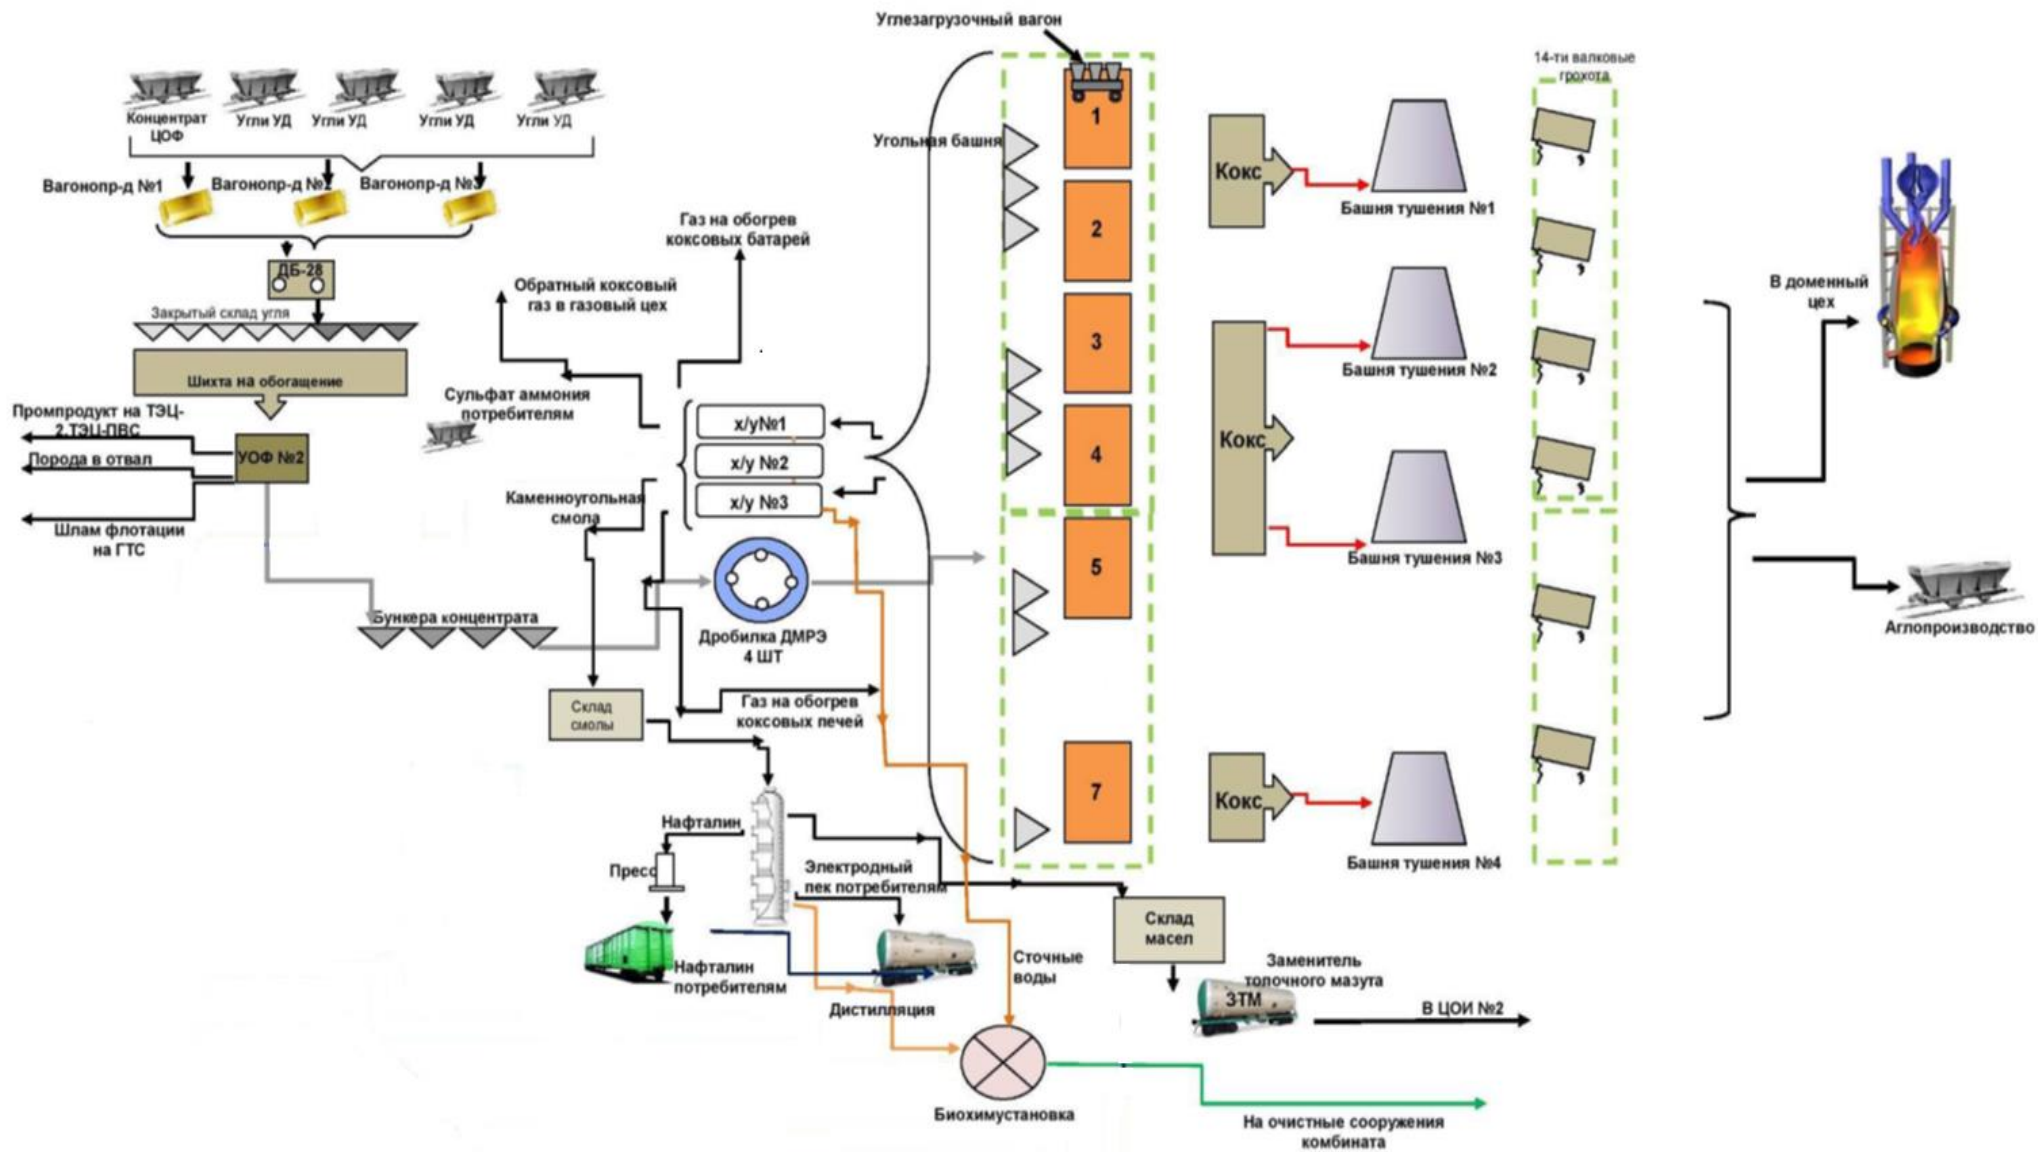 Углезагрузочный вагон
14-ти валковые
грохота
Концентрат
ЦОФ
Угли УД
Угли УД
Угли УД
Угли УД
Вагонопр-д №1
Вагонопр-д №2
Вагонопр-д №3
ДБ-28
Закрытый склад угля
Шихта на обогащение
Промпродукт на ТЭЦ-
2,ТЭЦ-ПВС
Порода в отвал
УОФ №2
Шлам флотации
на ГТС
Бункера концентрата
Газ на обогрев
коксовых батарей
Обратный коксовый
газ в газовый цех
Сульфат аммония
потребителям
х/у№1
х/у №2
х/у №3
Каменноугольная
смола
Дробилка ДМРЭ
4 ШТ
Газ на обогрев
коксовых печей
Склад
смолы
Нафталин
Пресс
Электродный
пек потребителям
Нафталин
потребителям
Дистилляция
Угольная башня
1
2
3
4
5
7
Кокс
Башня тушения №1
Башня тушения №2
Кокс
Башня тушения №3
Кокс
Башня тушения №4
В доменный
цех
Аглопроизводство
Склад
масел
Сточные
воды
Заменитель
топочного мазута
ЗТМ
В ЦОИ №2
Биохимустановка
На очистные сооружения
комбината